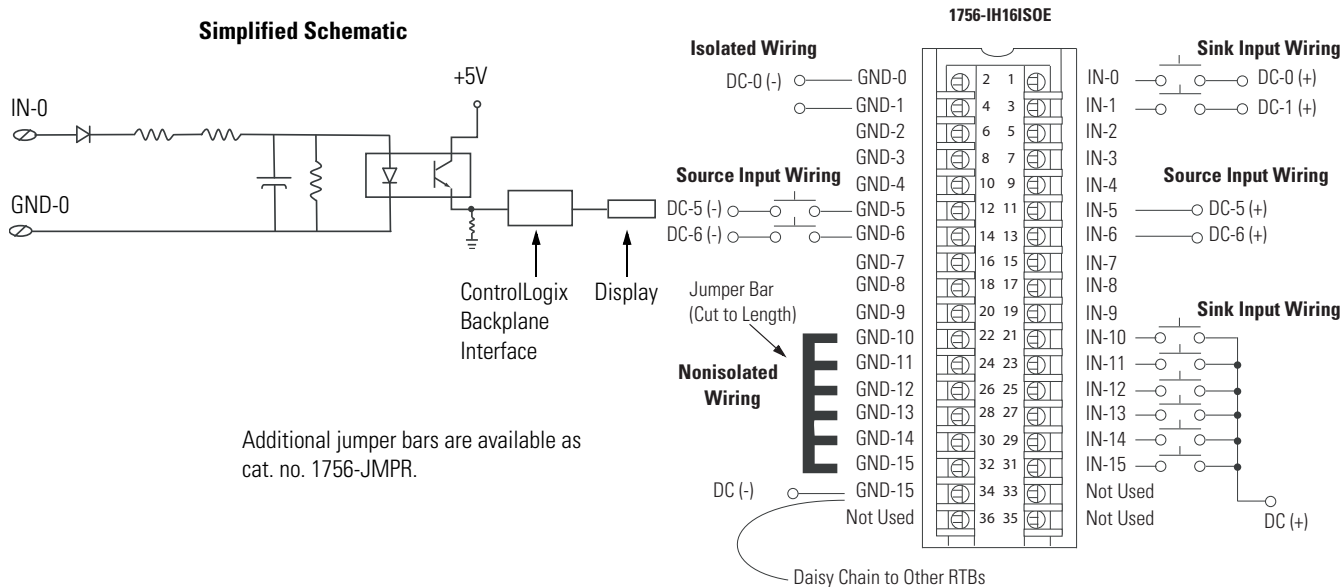 Simplified Schematic
IN-0
GND-0
+5V
ControlLogix
Backplane
Interface
Display
Additional jumper bars are available as
cat. no. 1756-JMPR.
1756-IH16ISOE
Isolated Wiring
Sink Input Wiring
DC-0 (-) GND-0 2 1 IN-0 DC-0 (+)
GND-1 4 3 IN-1 DC-1 (+)
GND-2 6 5 IN-2
GND-3 8 7 IN-3
Source Input Wiring GND-4 10 9 IN-4 Source Input Wiring
DC-5 (-) GND-5 12 11 IN-5 DC-5 (+)
DC-6 (-) GND-6 14 13 IN-6 DC-6 (+)
GND-7 16 15 IN-7
GND-8 18 17 IN-8
Jumper Bar
(Cut to Length)
GND-9 20 19 IN-9 Sink Input Wiring
GND-10 22 21 IN-10
GND-11 24 23 IN-11
Nonisolated
Wiring
GND-12 26 25 IN-12
GND-13 28 27 IN-13
GND-14 30 29 IN-14
GND-15 32 31 IN-15
DC (-) GND-15 34 33 Not Used
Not Used 36 35 Not Used DC (+)
Daisy Chain to Other RTBs